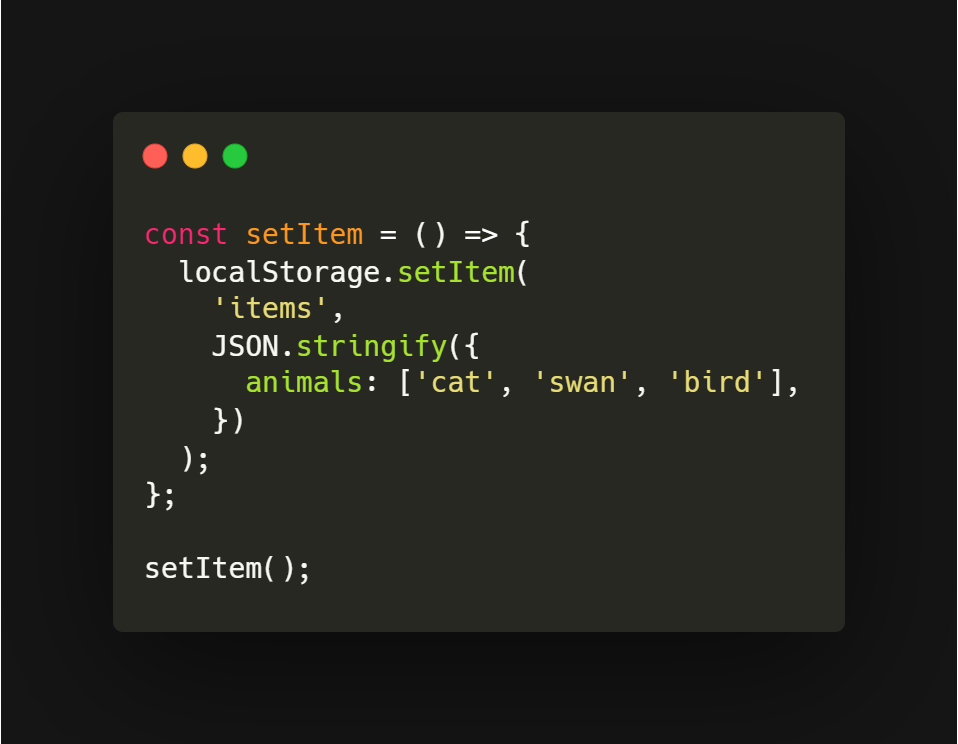 const setItem = () => {
  localStorage.setItem(
    'items',
    JSON.stringify({
      animals: ['cat', 'swan', 'bird'],
    })
  );
};

setItem();